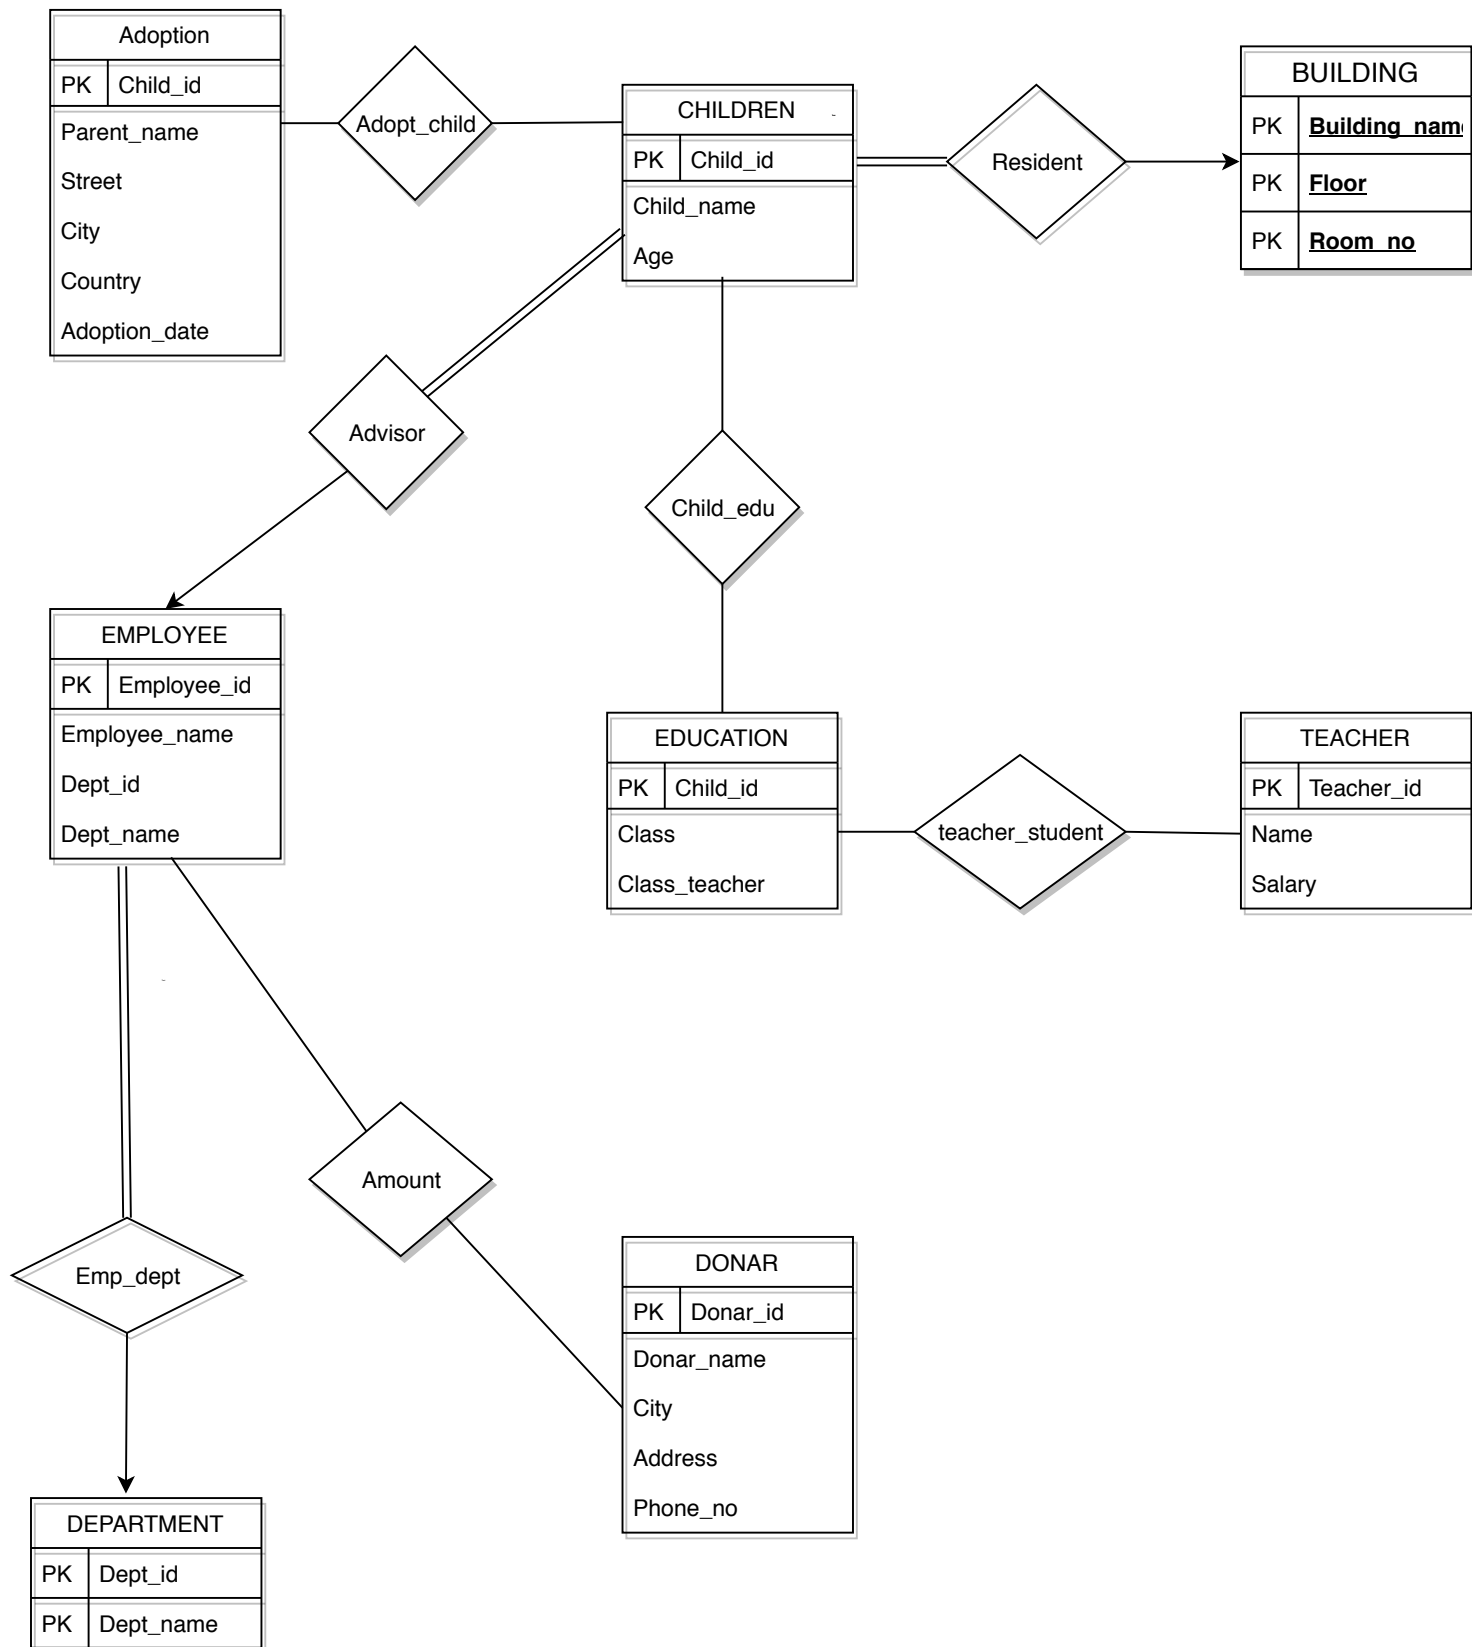 Adoption
PK Child_id
Parent_name
Street
City
Country
Adoption_date
Adopt_child
CHILDREN
PK Child_id
Child_name
Age
Resident
BUILDING
PK Building_name
PK Floor
PK Room_no
Advisor
Child_edu
EMPLOYEE
PK Employee_id
Employee_name
Dept_id
Dept_name
EDUCATION
PK Child_id
Class
Class_teacher
teacher_student
TEACHER
PK Teacher_id
Name
Salary
Amount
Emp_dept
DONAR
PK Donar_id
Donar_name
City
Address
Phone_no
DEPARTMENT
PK Dept_id
PK Dept_name